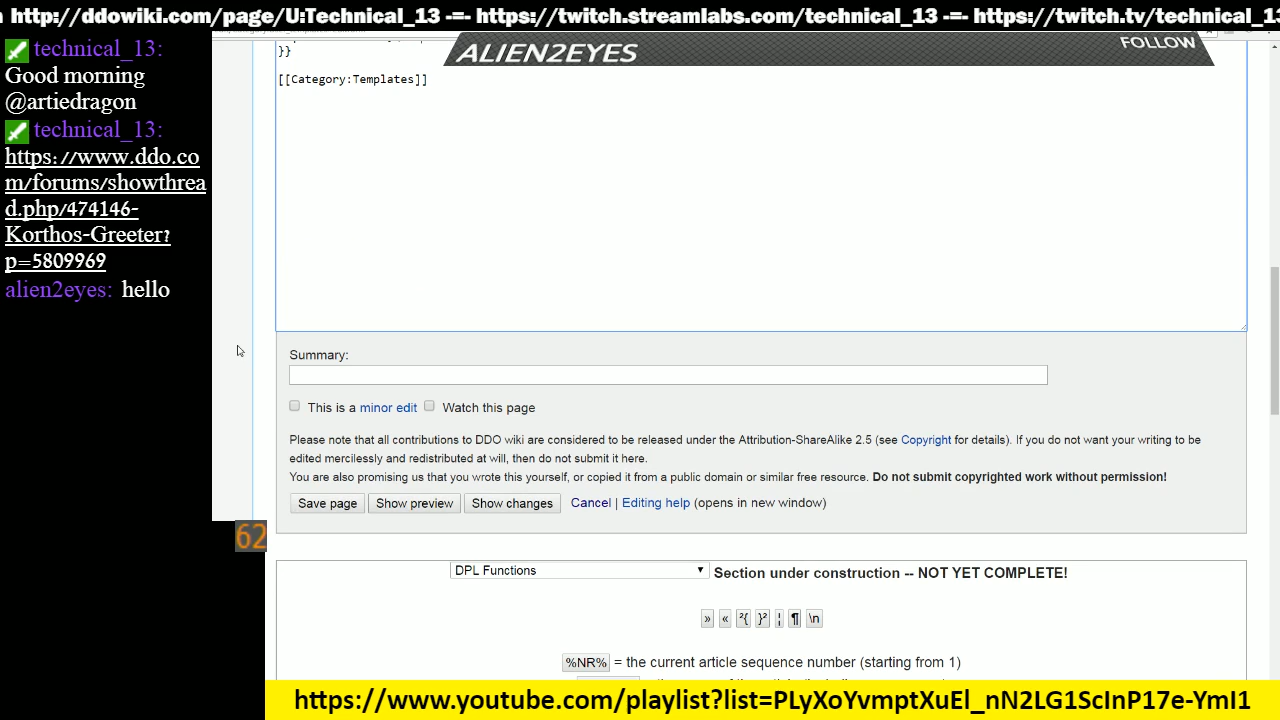 http://ddowiki.com/page/U:Technical_13 -=- https://twitch.streamlabs.com/technical_13 -=- https://twitch.tv/technical_13
technical_13:
Good morning
@artiedragon
technical_13:
https://www.ddo.co
m/forums/showthrea
d.php/474146-
Korthos-Greeter?
p=5809969
alien2eyes: hello
ALIEN2EYES
FOLLOW
}}
[[Category:Templates]]
Summary:
This is a minor edit Watch this page
Please note that all contributions to DDO wiki are considered to be released under the Attribution-ShareAlike 2.5 (see Copyright for details). If you do not want your writing to be
edited mercilessly and redistributed at will, then do not submit it here.
You are also promising us that you wrote this yourself, or copied it from a public domain or similar free resource. Do not submit copyrighted work without permission!
Save page Show preview Show changes Cancel | Editing help (opens in new window)
62
DPL Functions Section under construction -- NOT YET COMPLETE!
» « ²{ }² ¦ ¶ \n
%NR% = the current article sequence number (starting from 1)
https://www.youtube.com/playlist?list=PLyXoYvmptXuEl_nN2LG1ScInP17e-YmI1